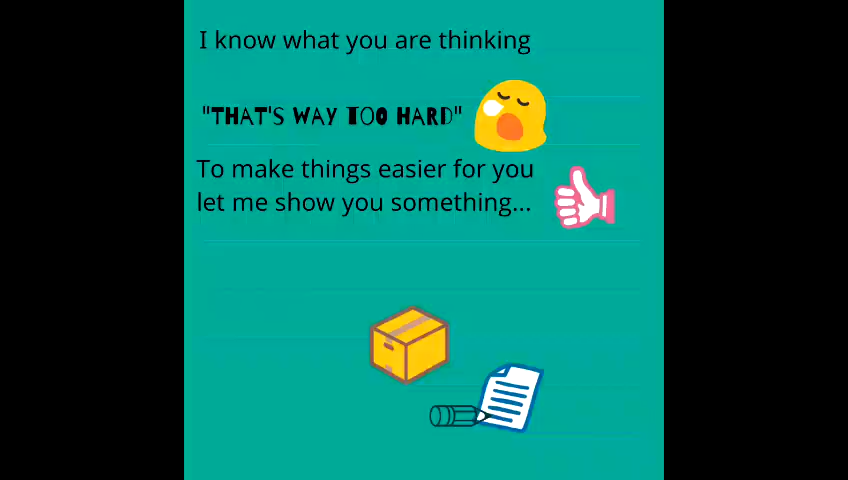 I know what you are thinking
"THAT'S WAY TOO HARD"
To make things easier for you
let me show you something...